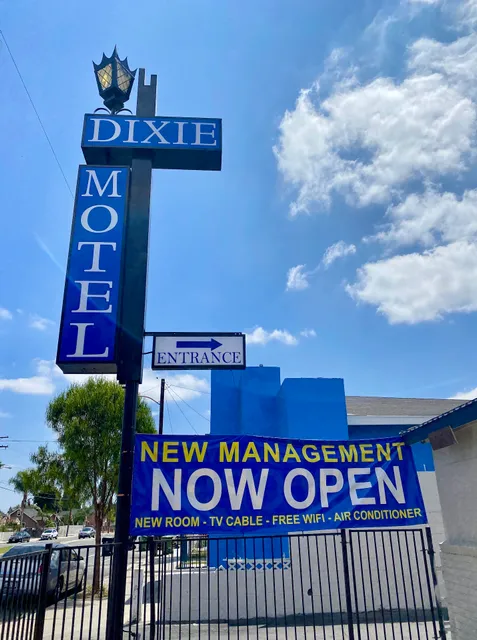 DIXIE
MOTEL
ENTRANCE
NEW MANAGEMENT
NOW OPEN
NEW ROOM - TV CABLE - FREE WIFI - AIR CONDITIONER